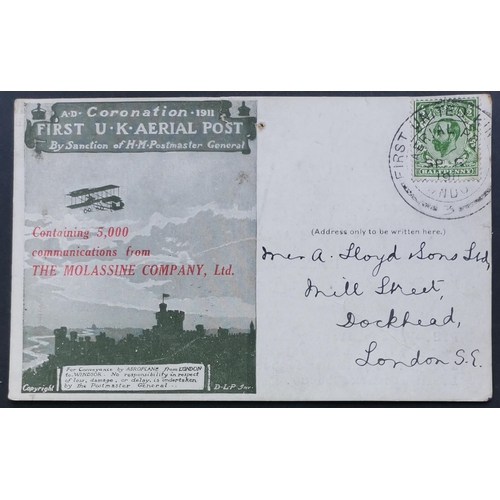 A.D. Coronation 1911
FIRST U.K. AERIAL POST
By Sanction of H.M. Postmaster General
Containing 5,000
communications from
THE MOLASSINE COMPANY, Ltd.
For Conveyance by AEROPLANE from LONDON
to WINDSOR. No responsibility in respect
of loss, damage, or delay, is undertaken
by the Postmaster General
Copyright
FIRST UNITED
AERIAL
HALFPENNY
3
(Address only to be written here.)
A. Lloyd & Sons Ltd,
Mill Street,
Dockhead,
London S.E.